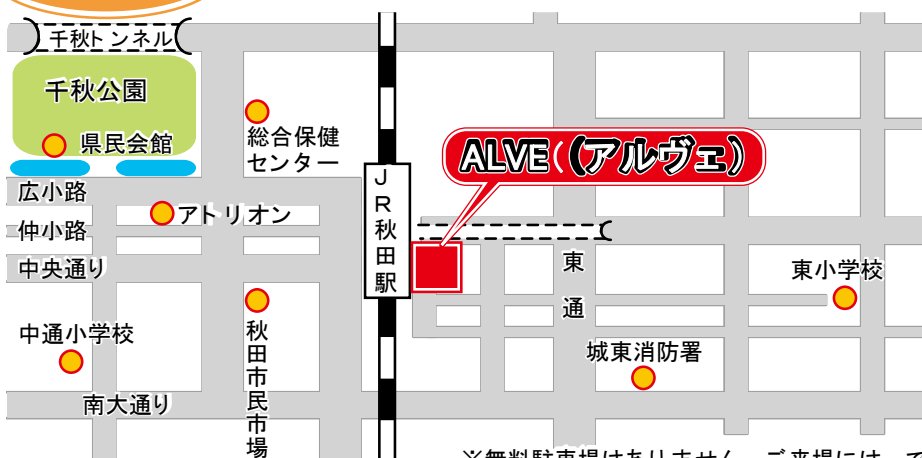 千秋トンネル
千秋公園
県民会館
総合保健
センター
ALVE((アルヴェ)
広小路
アトリオン
仲小路
中央通り
JR秋田駅
東通
東小学校
中通小学校
秋田市民市場
城東消防署
南大通り